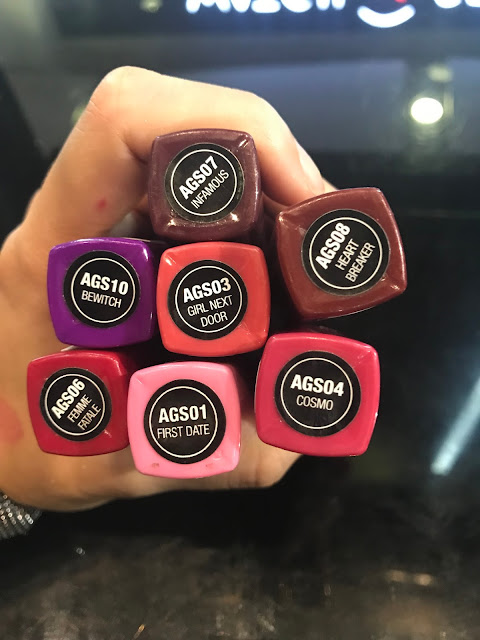 AGS07
INFAMOUS
AGS08
HEART
BREAKER
AGS10
BEWITCH
AGS03
GIRL NEXT
DOOR
AGS06
FEMME
FATALE
AGS01
FIRST DATE
AGS04
COSMO